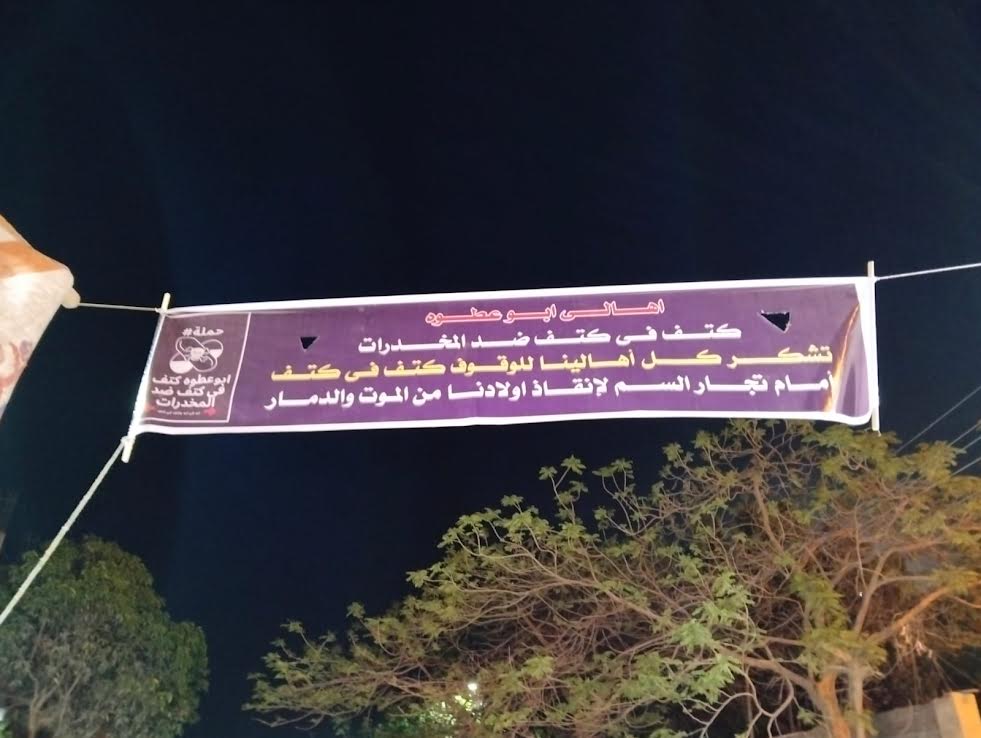 اهالى ابو عطوه
كتف فى كتف ضد المخدرات
تشكر كل أهالينا للوقوف كتف فى كتف
أمام تجار السم لإنقاذ اولادنا من الموت والدمار
#حملة
ابوعطوه كتف
فى كتف ضد
المخدرات